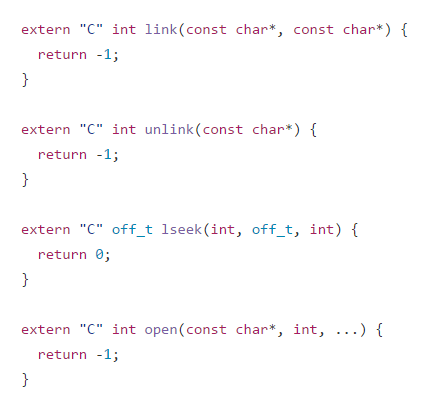 extern "C" int link(const char*, const char*) {
  return -1;
}

extern "C" int unlink(const char*) {
  return -1;
}

extern "C" off_t lseek(int, off_t, int) {
  return 0;
}

extern "C" int open(const char*, int, ...) {
  return -1;
}